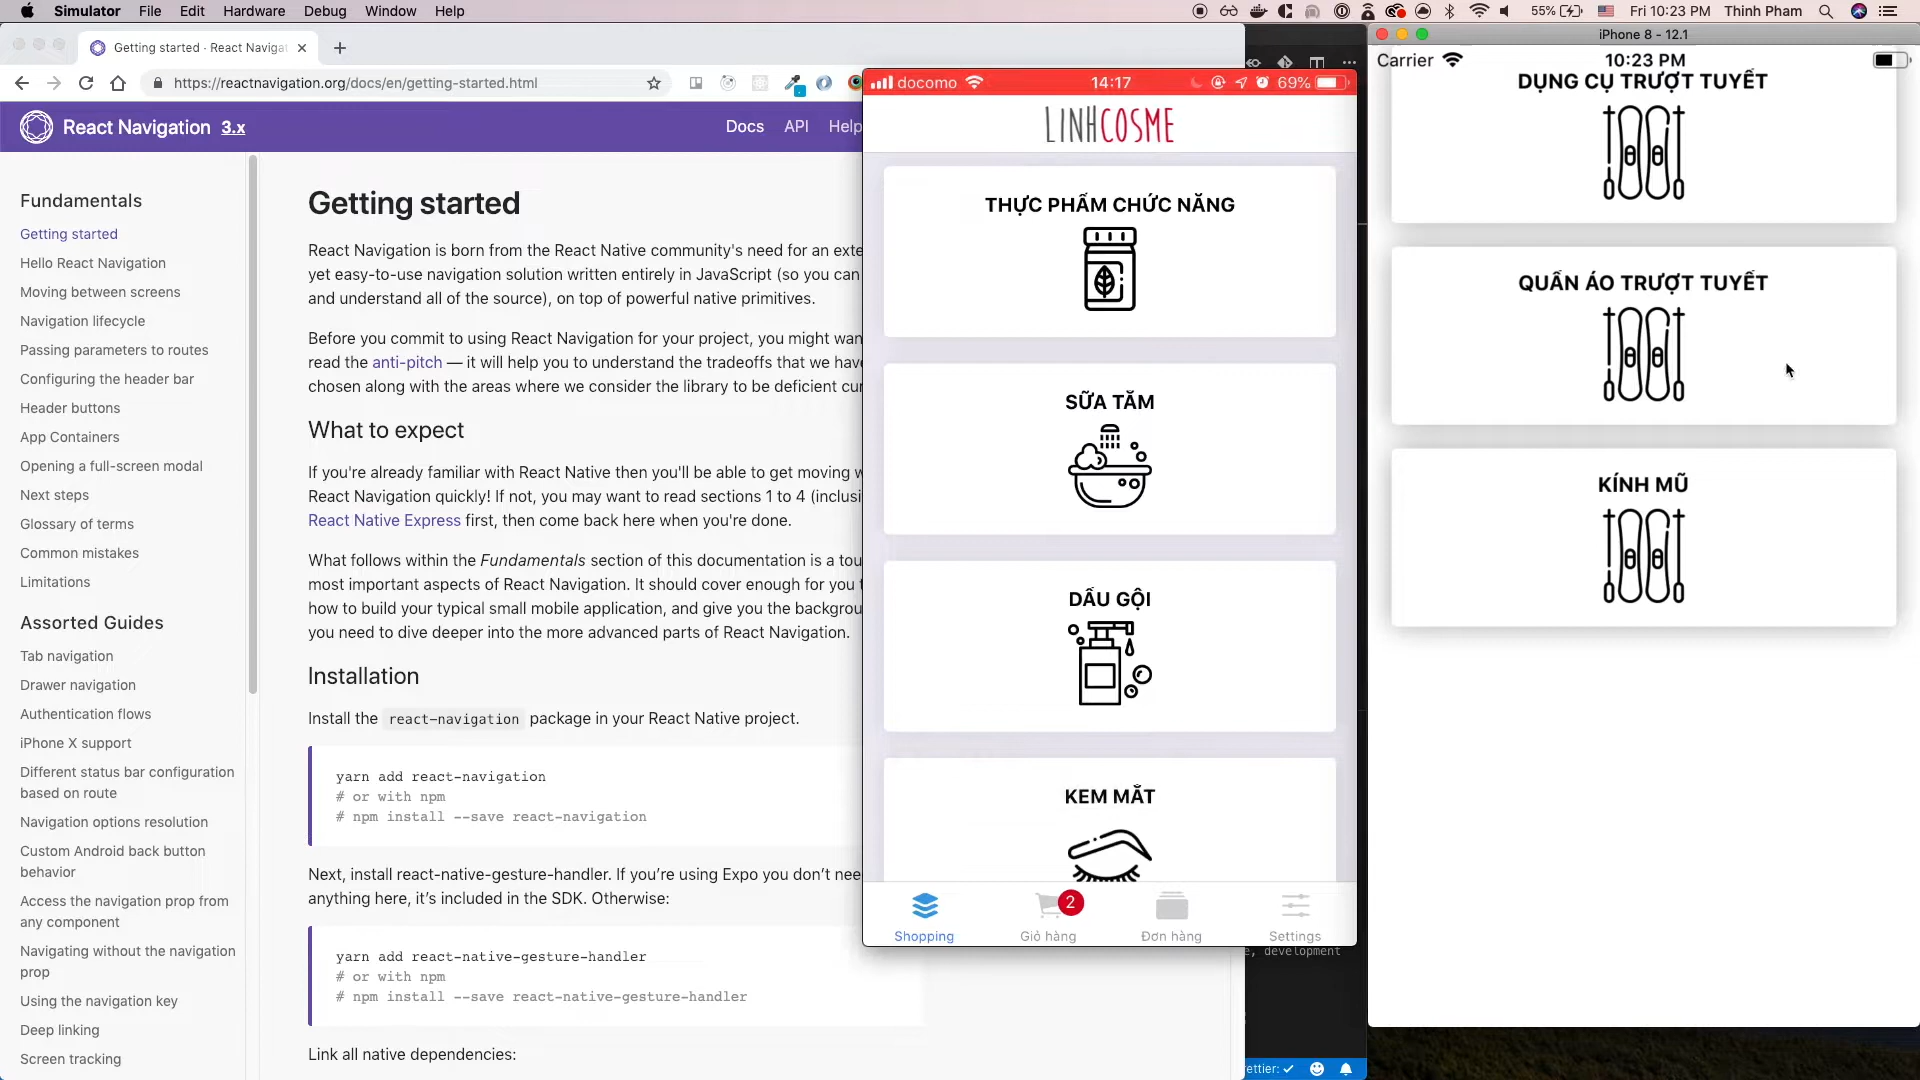 Simulator File Edit Hardware Debug Window Help
55% Fri 10:23 PM Thinh Pham
Getting started · React Navigat
https://reactnavigation.org/docs/en/getting-started.html
React Navigation 3.x
Docs API Help
Fundamentals
Getting started
Hello React Navigation
Moving between screens
Navigation lifecycle
Passing parameters to routes
Configuring the header bar
Header buttons
App Containers
Opening a full-screen modal
Next steps
Glossary of terms
Common mistakes
Limitations
Assorted Guides
Tab navigation
Drawer navigation
Authentication flows
iPhone X support
Different status bar configuration
based on route
Navigation options resolution
Custom Android back button
behavior
Access the navigation prop from
any component
Navigating without the navigation
prop
Using the navigation key
Deep linking
Screen tracking
Getting started
React Navigation is born from the React Native community's need for an exte
yet easy-to-use navigation solution written entirely in JavaScript (so you can
and understand all of the source), on top of powerful native primitives.
Before you commit to using React Navigation for your project, you might wan
read the anti-pitch — it will help you to understand the tradeoffs that we have
chosen along with the areas where we consider the library to be deficient cur
What to expect
If you're already familiar with React Native then you'll be able to get moving w
React Navigation quickly! If not, you may want to read sections 1 to 4 (inclusi
React Native Express first, then come back here when you're done.
What follows within the Fundamentals section of this documentation is a tou
most important aspects of React Navigation. It should cover enough for you t
how to build your typical small mobile application, and give you the backgrou
you need to dive deeper into the more advanced parts of React Navigation.
Installation
Install the react-navigation package in your React Native project.
yarn add react-navigation
# or with npm
# npm install --save react-navigation
Next, install react-native-gesture-handler. If you're using Expo you don't nee
anything here, it's included in the SDK. Otherwise:
yarn add react-native-gesture-handler
# or with npm
# npm install --save react-native-gesture-handler
Link all native dependencies:
docomo 14:17 69%
LINHCOSME
THỰC PHẨM CHỨC NĂNG
SỮA TẮM
DẦU GỘI
KEM MẮT
2
Shopping Giỏ hàng Đơn hàng Settings
e, development
ettier: ✓
iPhone 8 - 12.1
Carrier 10:23 PM
DỤNG CỤ TRƯỢT TUYẾT
QUẦN ÁO TRƯỢT TUYẾT
KÍNH MŨ